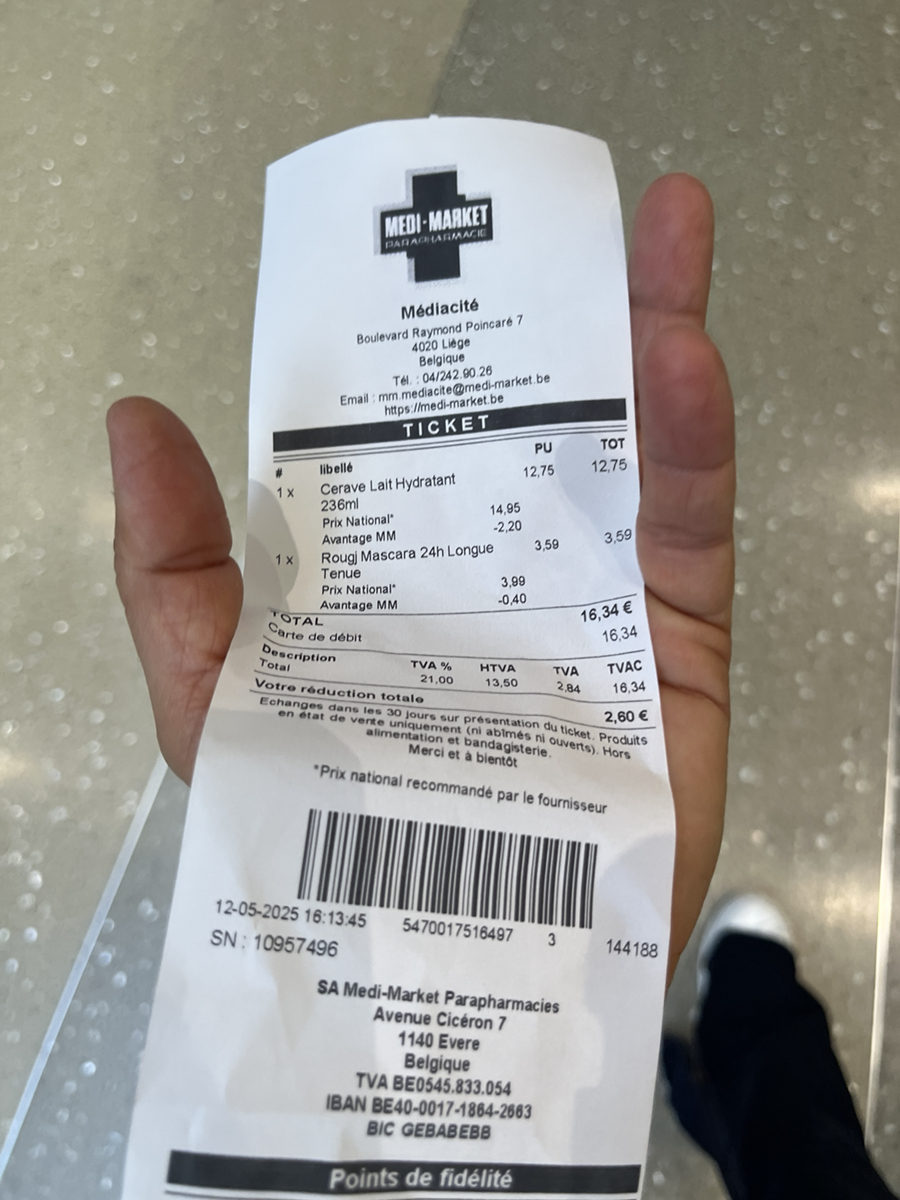 MEDI-MARKET
PARAPHARMACIE
Médiacité
Boulevard Raymond Poincaré 7
4020 Liège
Belgique
Tél. : 04/242.90.26
Email : mm.mediacite@medi-market.be
https://medi-market.be
TICKET
# libellé PU TOT
1 x Cerave Lait Hydratant 12,75 12,75
236ml
Prix National* 14,95
Avantage MM -2,20
1 x Rougj Mascara 24h Longue 3,59 3,59
Tenue
Prix National* 3,99
Avantage MM -0,40
TOTAL 16,34 €
Carte de débit 16,34
Description TVA % HTVA TVA TVAC
Total 21,00 13,50 2,84 16,34
Votre réduction totale 2,60 €
Echanges dans les 30 jours sur présentation du ticket. Produits
en état de vente uniquement (ni abîmés ni ouverts). Hors
alimentation et bandagisterie.
Merci et à bientôt
*Prix national recommandé par le fournisseur
12-05-2025 16:13:45 5470017516497 3 144188
SN : 10957496
SA Medi-Market Parapharmacies
Avenue Cicéron 7
1140 Evere
Belgique
TVA BE0545.833.054
IBAN BE40-0017-1864-2663
BIC GEBABEBB
Points de fidélité